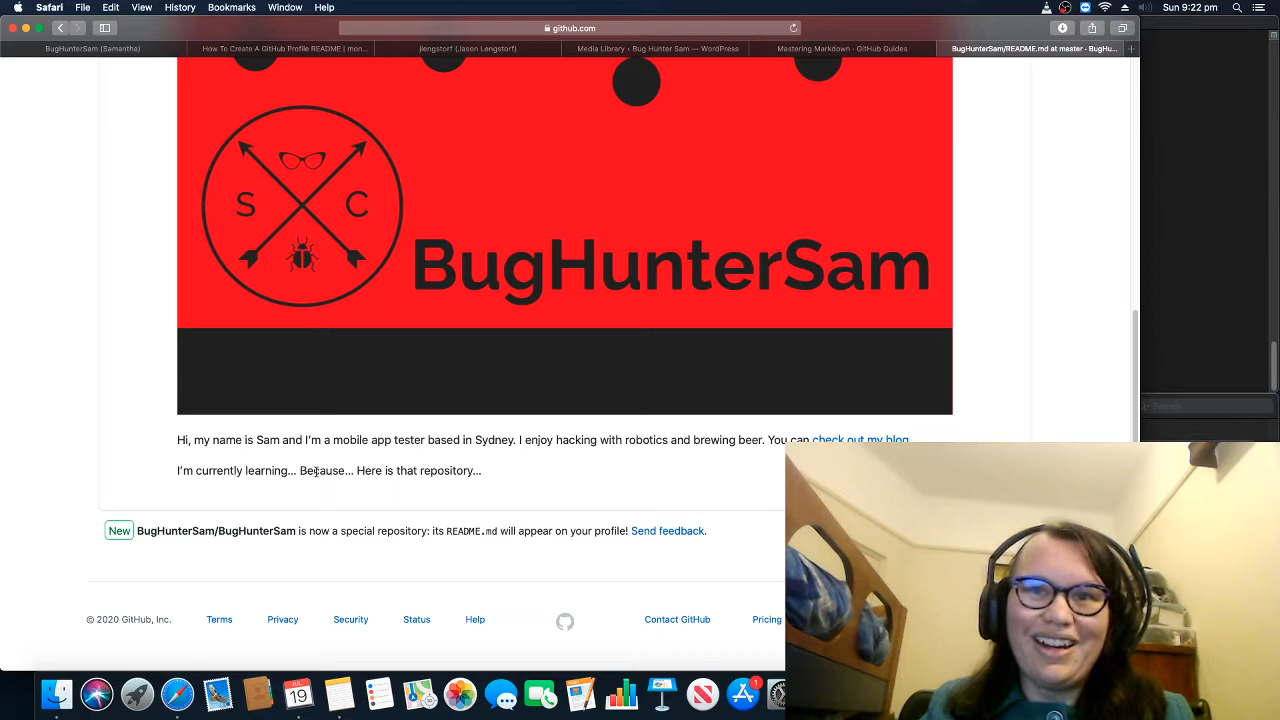 Safari File Edit View History Bookmarks Window Help Sun 9:22 pm
github.com
BugHunterSam (Samantha) How To Create A GitHub Profile README | mon... jlengstorf (Jason Lengstorf) Media Library ‹ Bug Hunter Sam — WordPress Mastering Markdown · GitHub Guides BugHunterSam/README.md at master · BugHu...
S C
BugHunterSam
Hi, my name is Sam and I'm a mobile app tester based in Sydney. I enjoy hacking with robotics and brewing beer. You can check out my blog
I'm currently learning... Because... Here is that repository...
New BugHunterSam/BugHunterSam is now a special repository: its README.md will appear on your profile! Send feedback.
© 2020 GitHub, Inc. Terms Privacy Security Status Help Contact GitHub Pricing
JUL
19
1